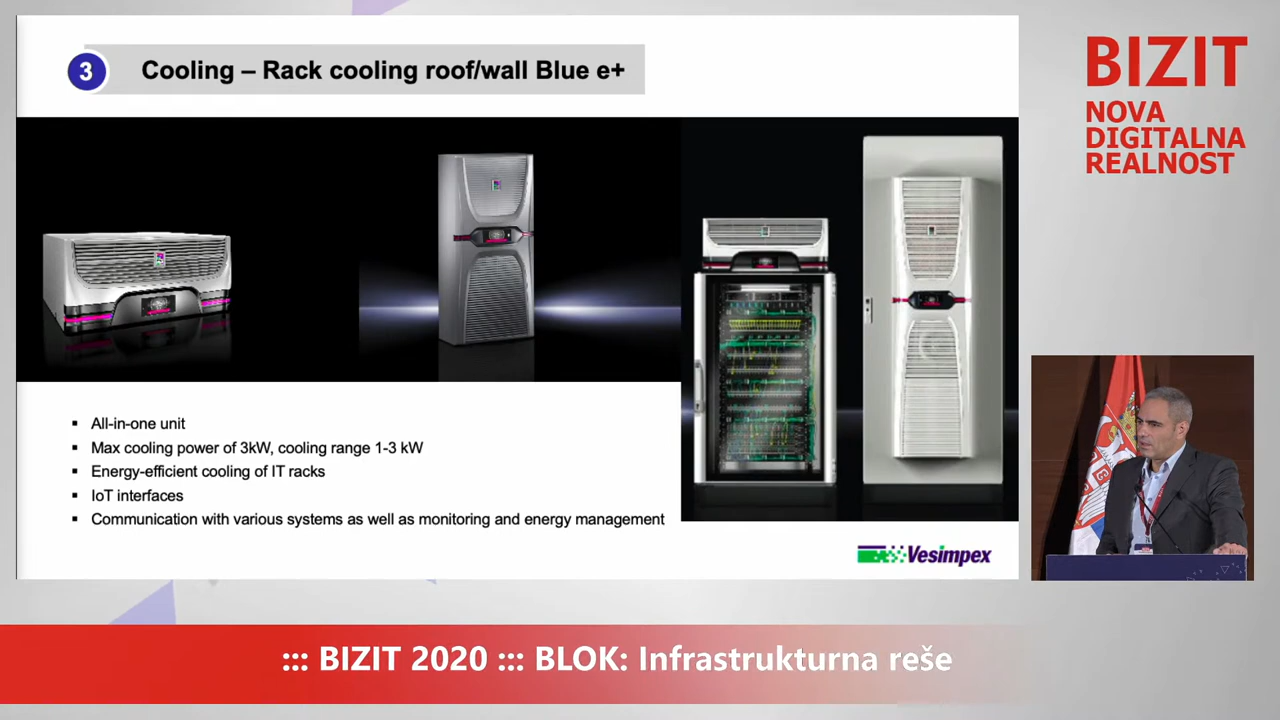 3
Cooling – Rack cooling roof/wall Blue e+
▪ All-in-one unit
▪ Max cooling power of 3kW, cooling range 1-3 kW
▪ Energy-efficient cooling of IT racks
▪ IoT interfaces
▪ Communication with various systems as well as monitoring and energy management
Vesimpex
BIZIT
NOVA
DIGITALNA
REALNOST
::: BIZIT 2020 ::: BLOK: Infrastrukturna reše